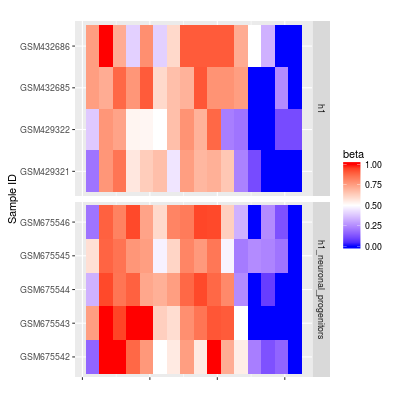 GSM432686
GSM432685
GSM429322
GSM429321
h1
GSM675546
GSM675545
GSM675544
GSM675543
GSM675542
h1_neuronal_progenitors
Sample ID
beta
1.00
0.75
0.50
0.25
0.00